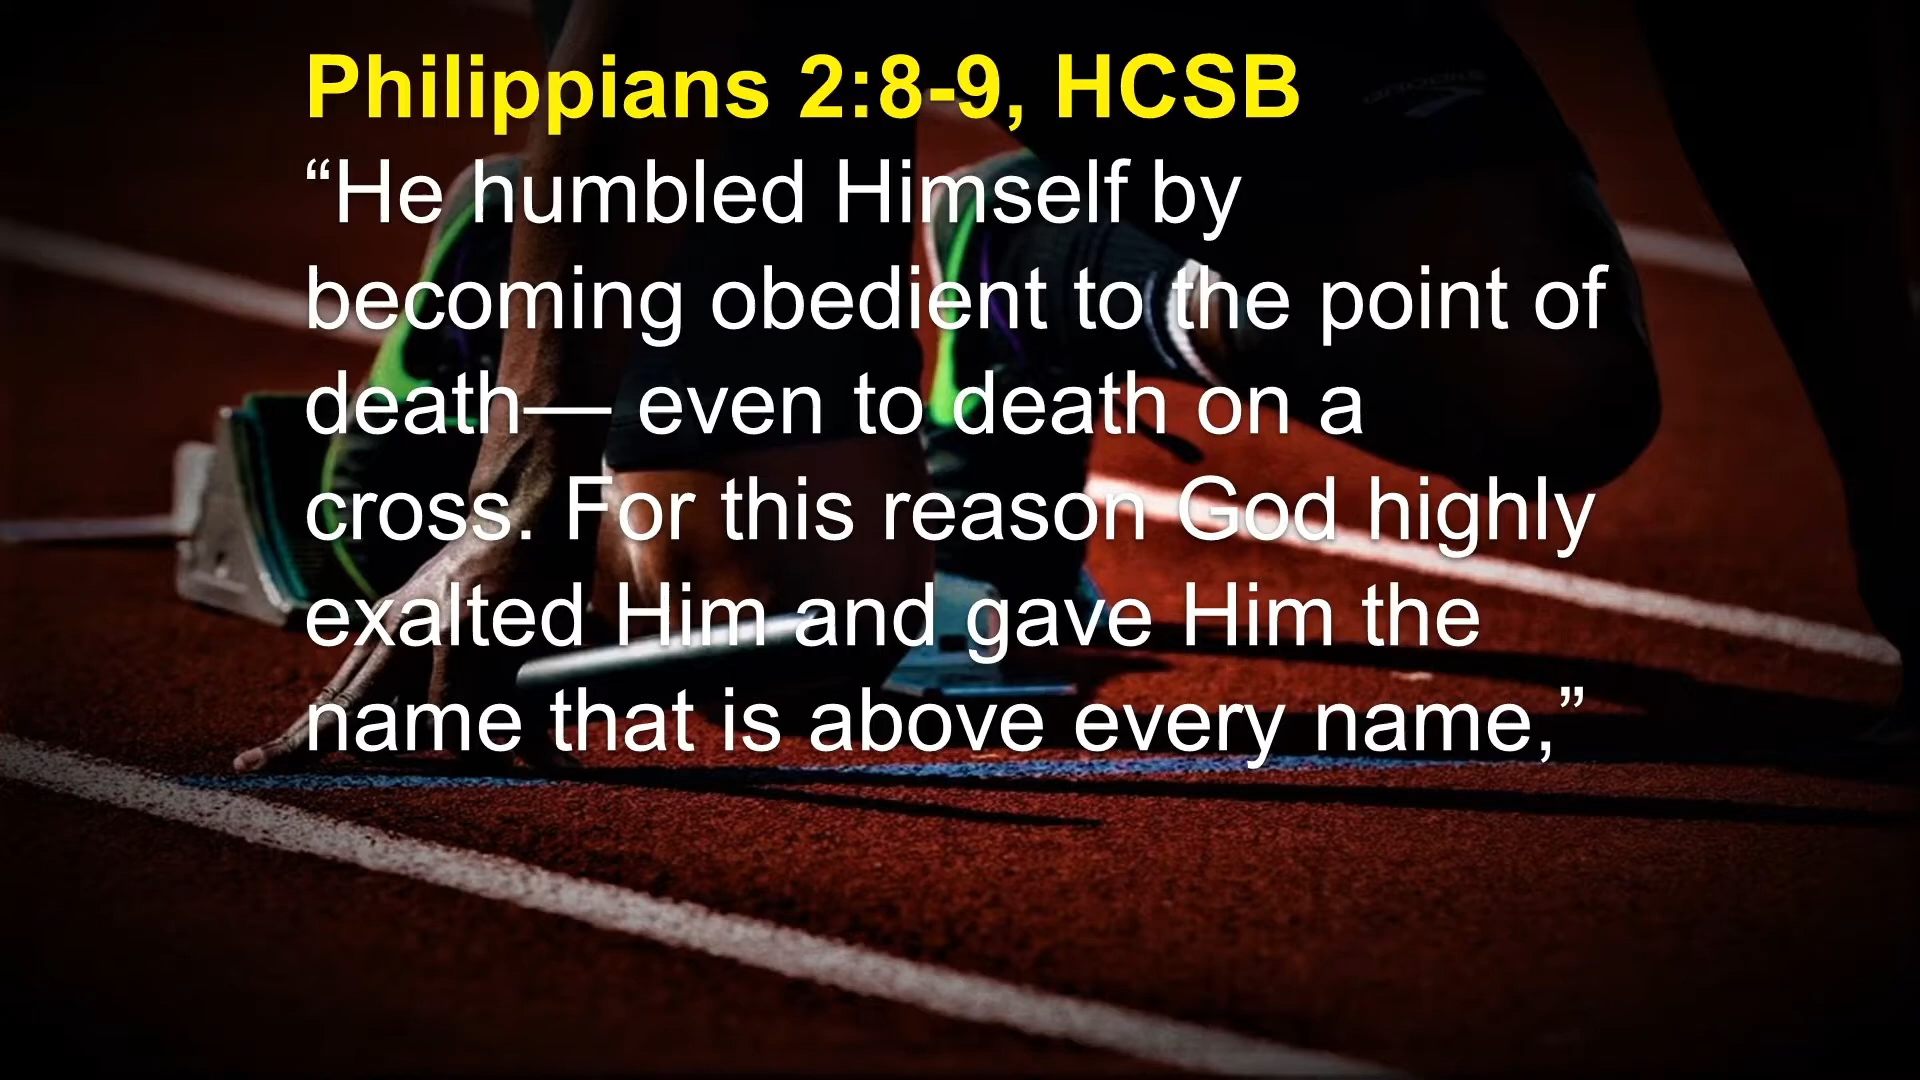 Philippians 2:8-9, HCSB
“He humbled Himself by
becoming obedient to the point of
death— even to death on a
cross. For this reason God highly
exalted Him and gave Him the
name that is above every name,”